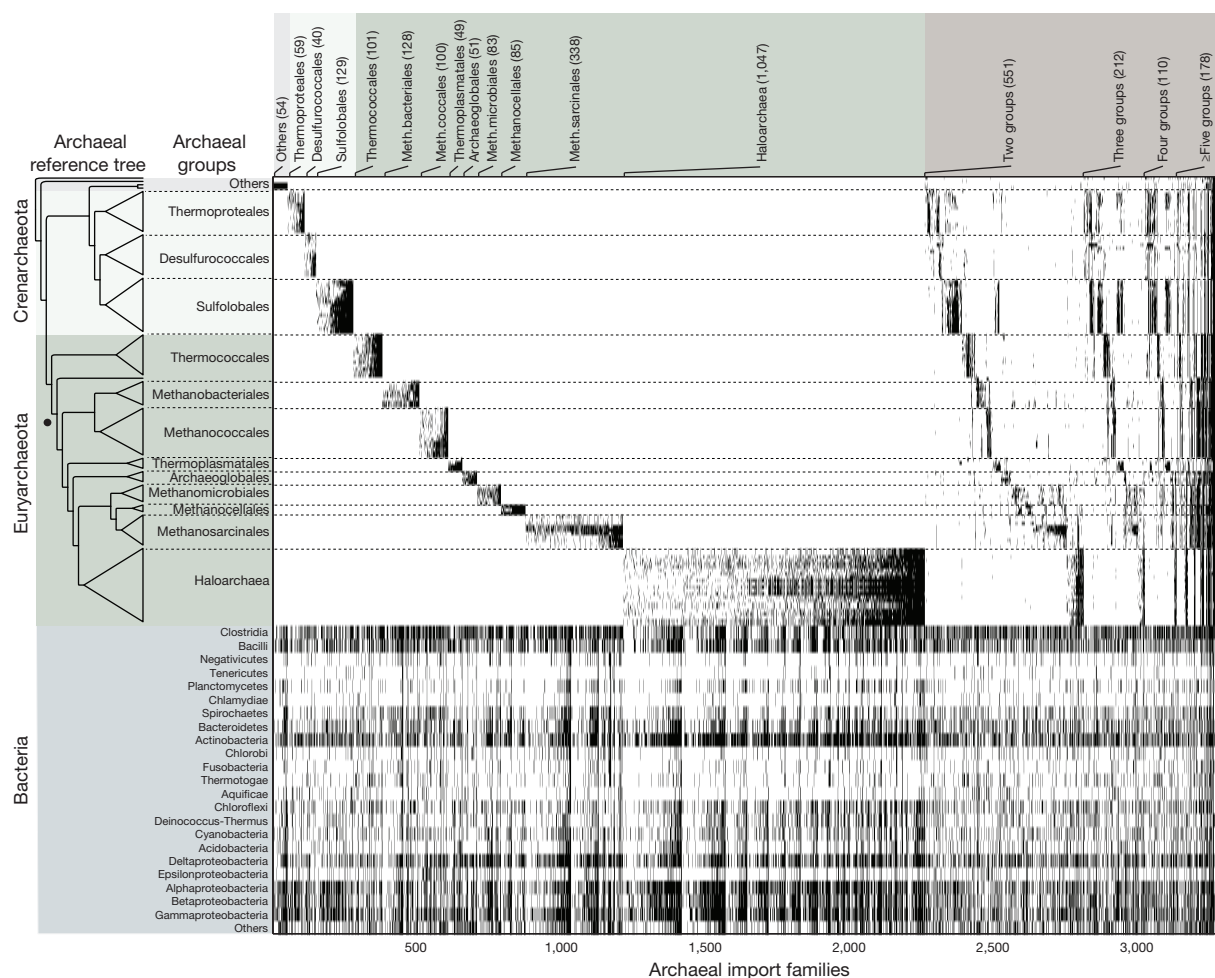 Others (54)
Thermoproteales (59)
Desulfurococcales (40)
Sulfolobales (129)
Thermococcales (101)
Meth.bacteriales (128)
Meth.coccales (100)
Thermoplasmatales (49)
Archaeoglobales (51)
Meth.microbiales (83)
Methanocellales (85)
Meth.sarcinales (338)
Haloarchaea (1,047)
Two groups (551)
Three groups (212)
Four groups (110)
≥Five groups (178)
Archaeal
reference tree
Archaeal
groups
Crenarchaeota
Others
Thermoproteales
Desulfurococcales
Sulfolobales
Euryarchaeota
Thermococcales
Methanobacteriales
Methanococcales
Thermoplasmatales
Archaeoglobales
Methanomicrobiales
Methanocellales
Methanosarcinales
Haloarchaea
Bacteria
Clostridia
Bacilli
Negativicutes
Tenericutes
Planctomycetes
Chlamydiae
Spirochaetes
Bacteroidetes
Actinobacteria
Chlorobi
Fusobacteria
Thermotogae
Aquificae
Chloroflexi
Deinococcus-Thermus
Cyanobacteria
Acidobacteria
Deltaproteobacteria
Epsilonproteobacteria
Alphaproteobacteria
Betaproteobacteria
Gammaproteobacteria
Others
500 1,000 1,500 2,000 2,500 3,000
Archaeal import families